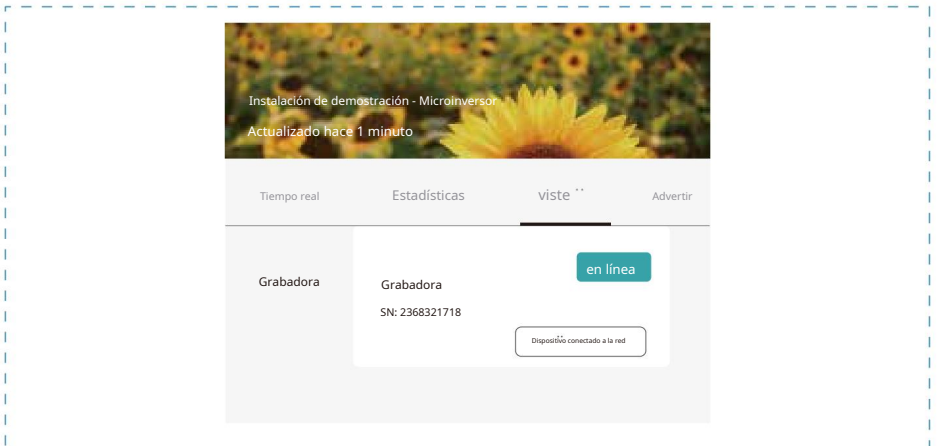 Instalación de demostración - Microinversor
Actualizado hace 1 minuto
Tiempo real Estadísticas viste ¨ Advertir
Grabadora
Grabadora
en línea
SN: 2368321718
Dispositivo conectado a la red